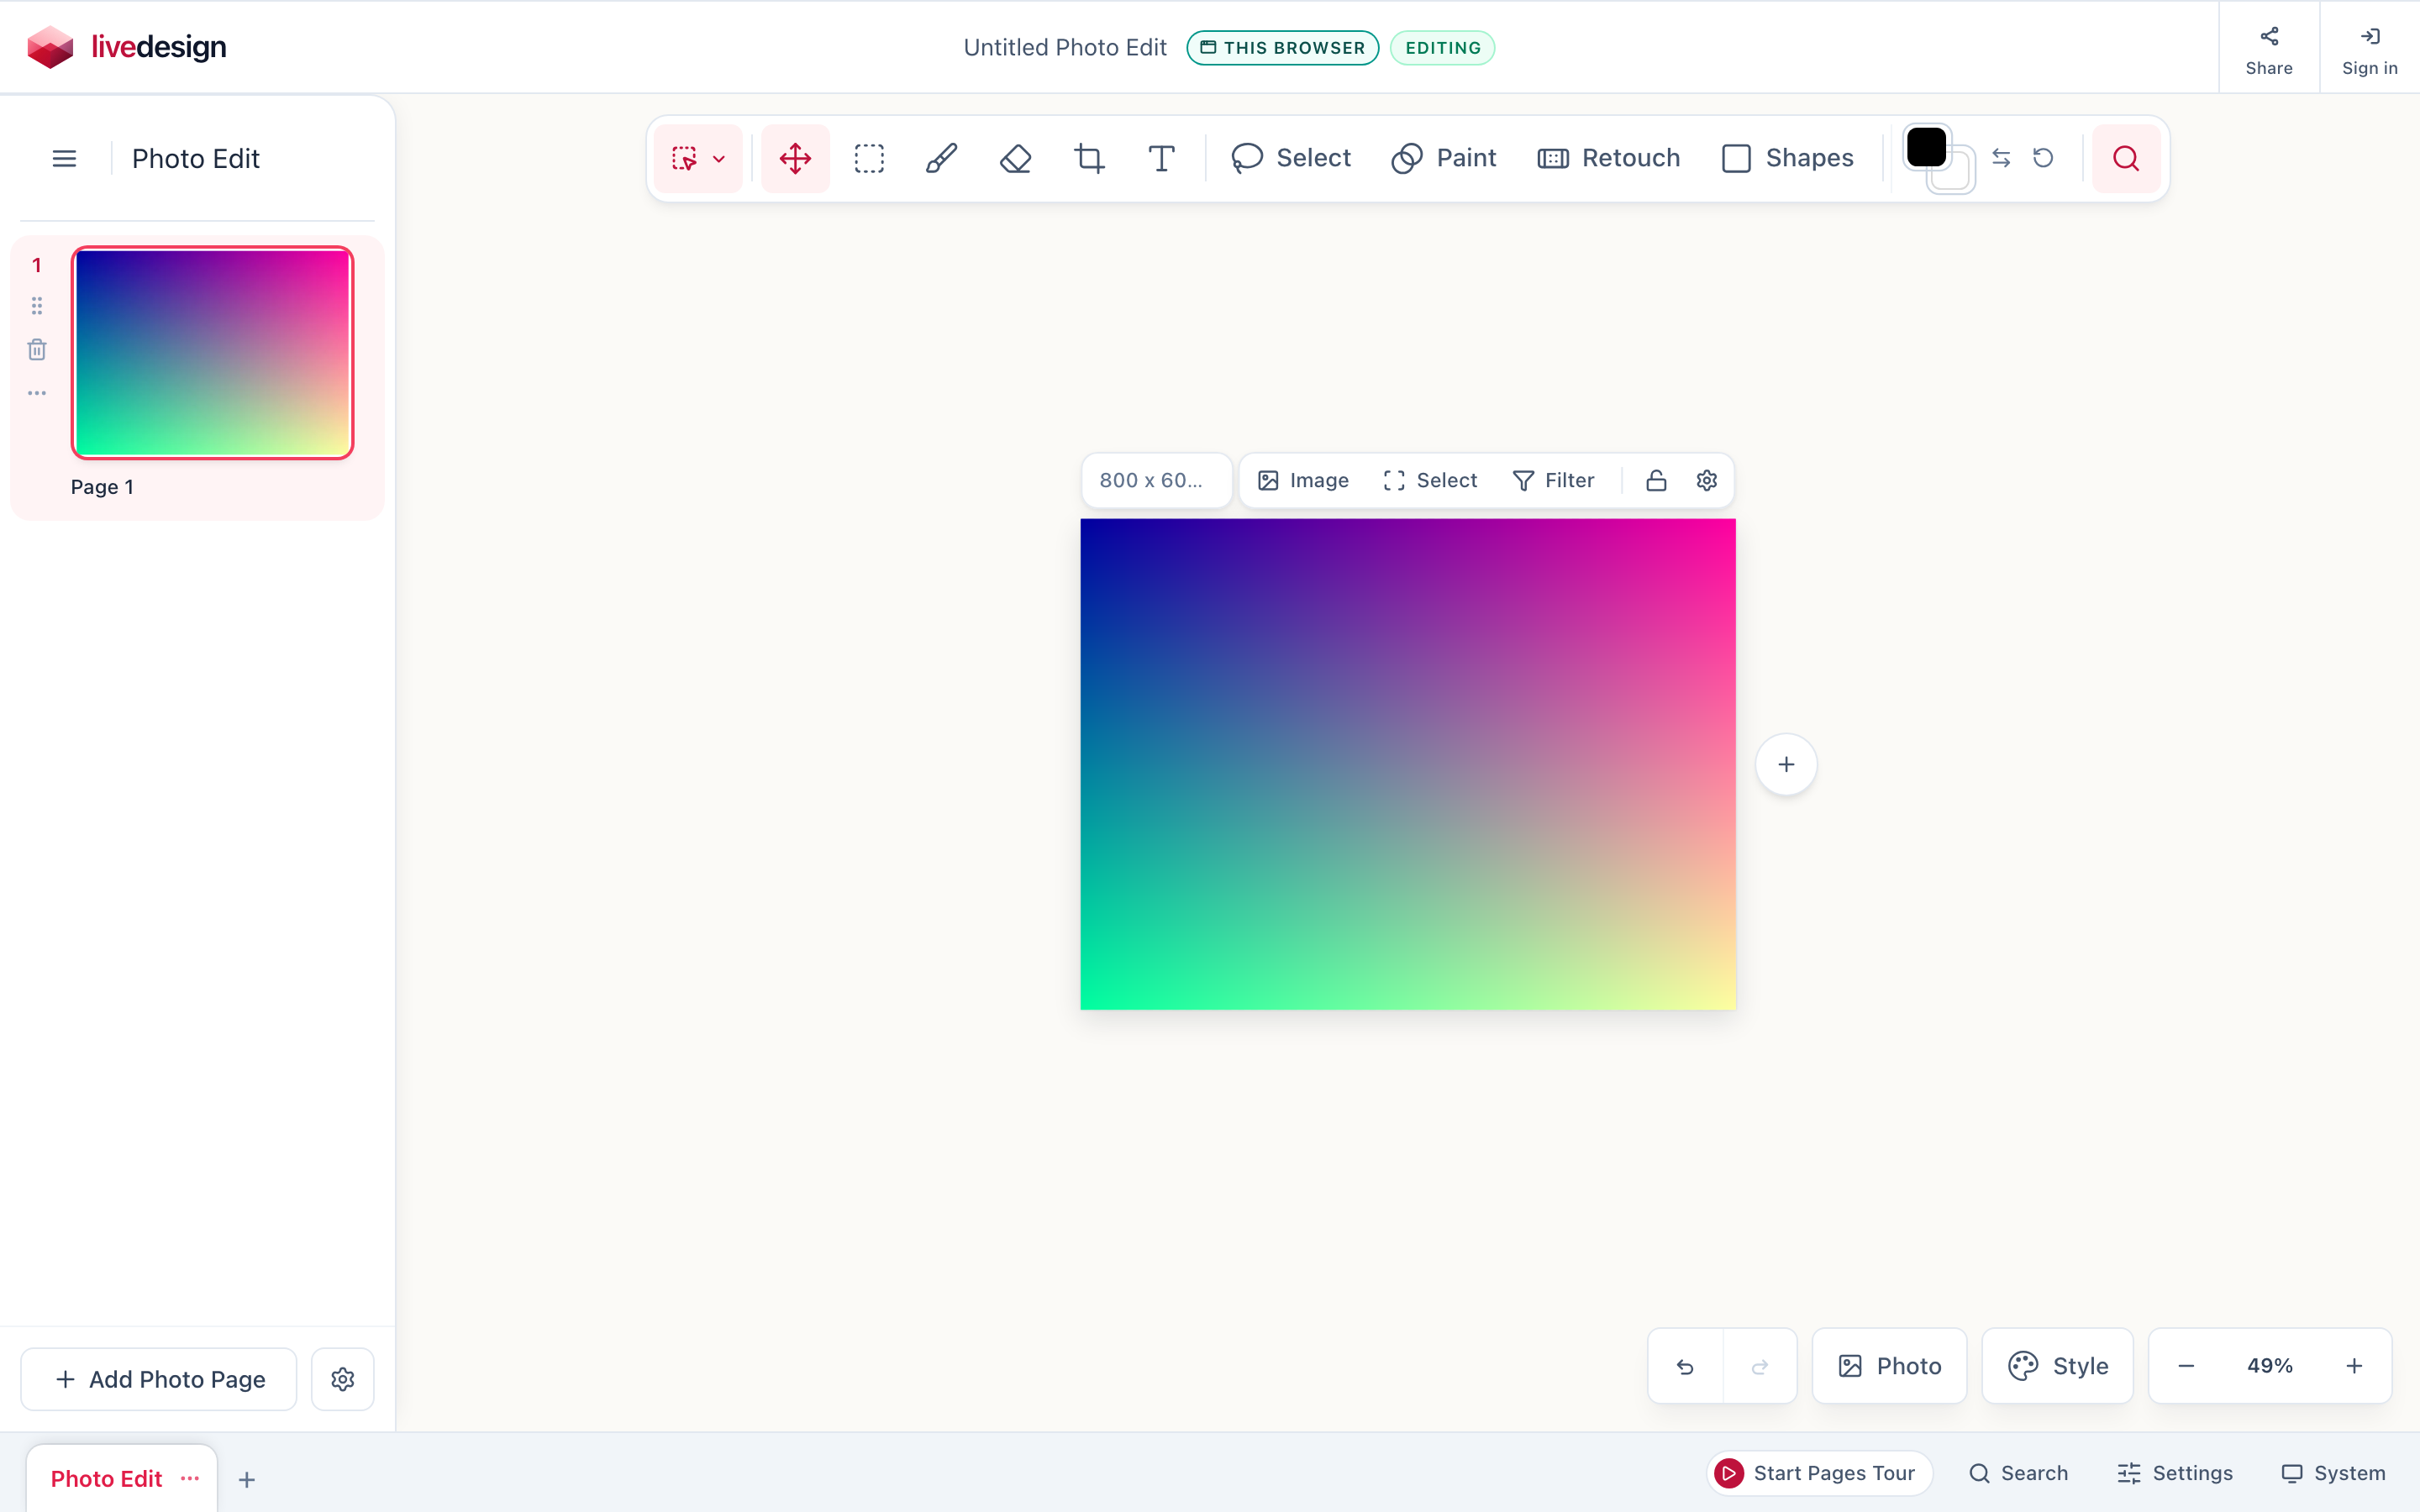 livedesign
Untitled Photo Edit
THIS BROWSER
EDITING
Share
Sign in
Photo Edit
Select
Paint
Retouch
Shapes
1
Page 1
800 x 60...
Image
Select
Filter
Add Photo Page
Photo
Style
49%
Photo Edit
Start Pages Tour
Search
Settings
System